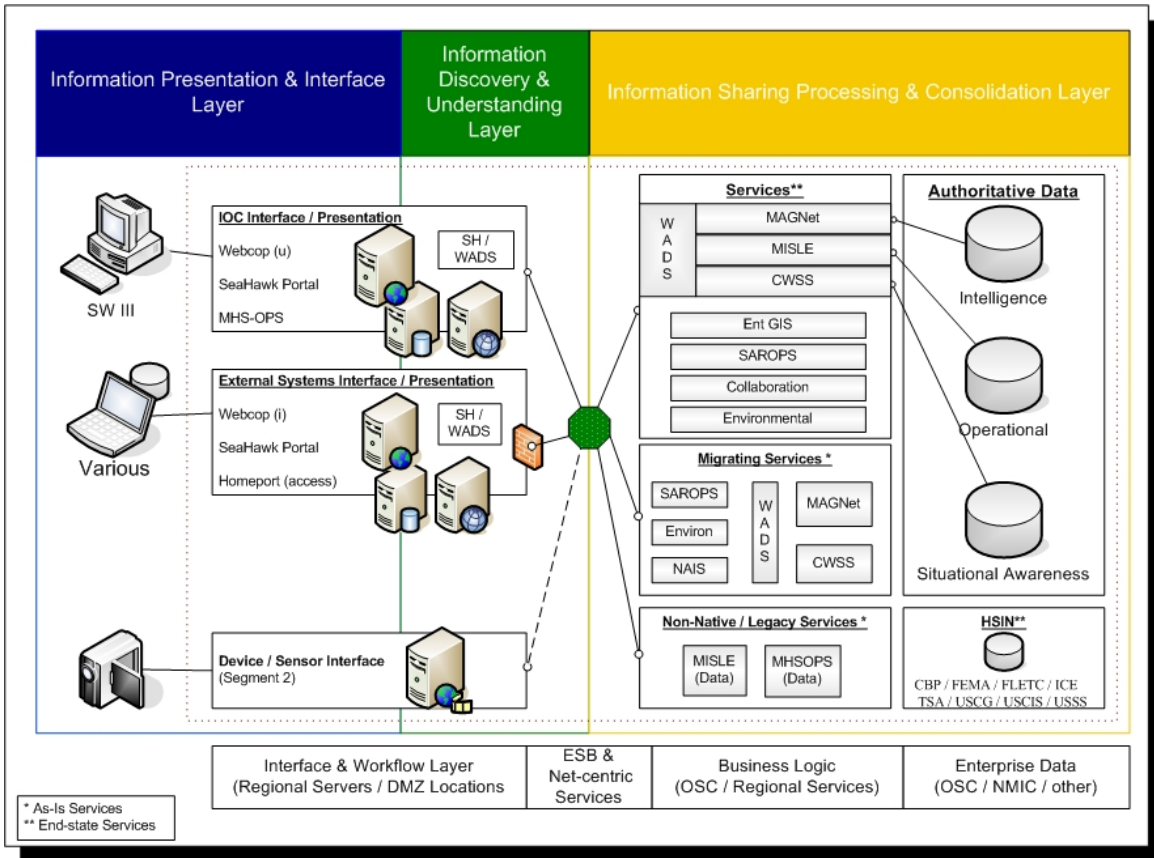 Information Presentation & Interface
Layer
Information
Discovery &
Understanding
Layer
Information Sharing Processing & Consolidation Layer
SW III
Various
IOC Interface / Presentation
Webcop (u)
SeaHawk Portal
MHS-OPS
SH /
WADS
External Systems Interface / Presentation
Webcop (i)
SeaHawk Portal
Homeport (access)
SH /
WADS
Device / Sensor Interface
(Segment 2)
Services**
W
A
D
S
MAGNet
MISLE
CWSS
Ent GIS
SAROPS
Collaboration
Environmental
Migrating Services *
SAROPS
Environ
NAIS
W
A
D
S
MAGNet
CWSS
Non-Native / Legacy Services *
MISLE
(Data)
MHSOPS
(Data)
Authoritative Data
Intelligence
Operational
Situational Awareness
HSIN**
CBP / FEMA / FLETC / ICE
TSA / USCG / USCIS / USSS
Interface & Workflow Layer
(Regional Servers / DMZ Locations
ESB &
Net-centric
Services
Business Logic
(OSC / Regional Services)
Enterprise Data
(OSC / NMIC / other)
* As-Is Services
** End-state Services